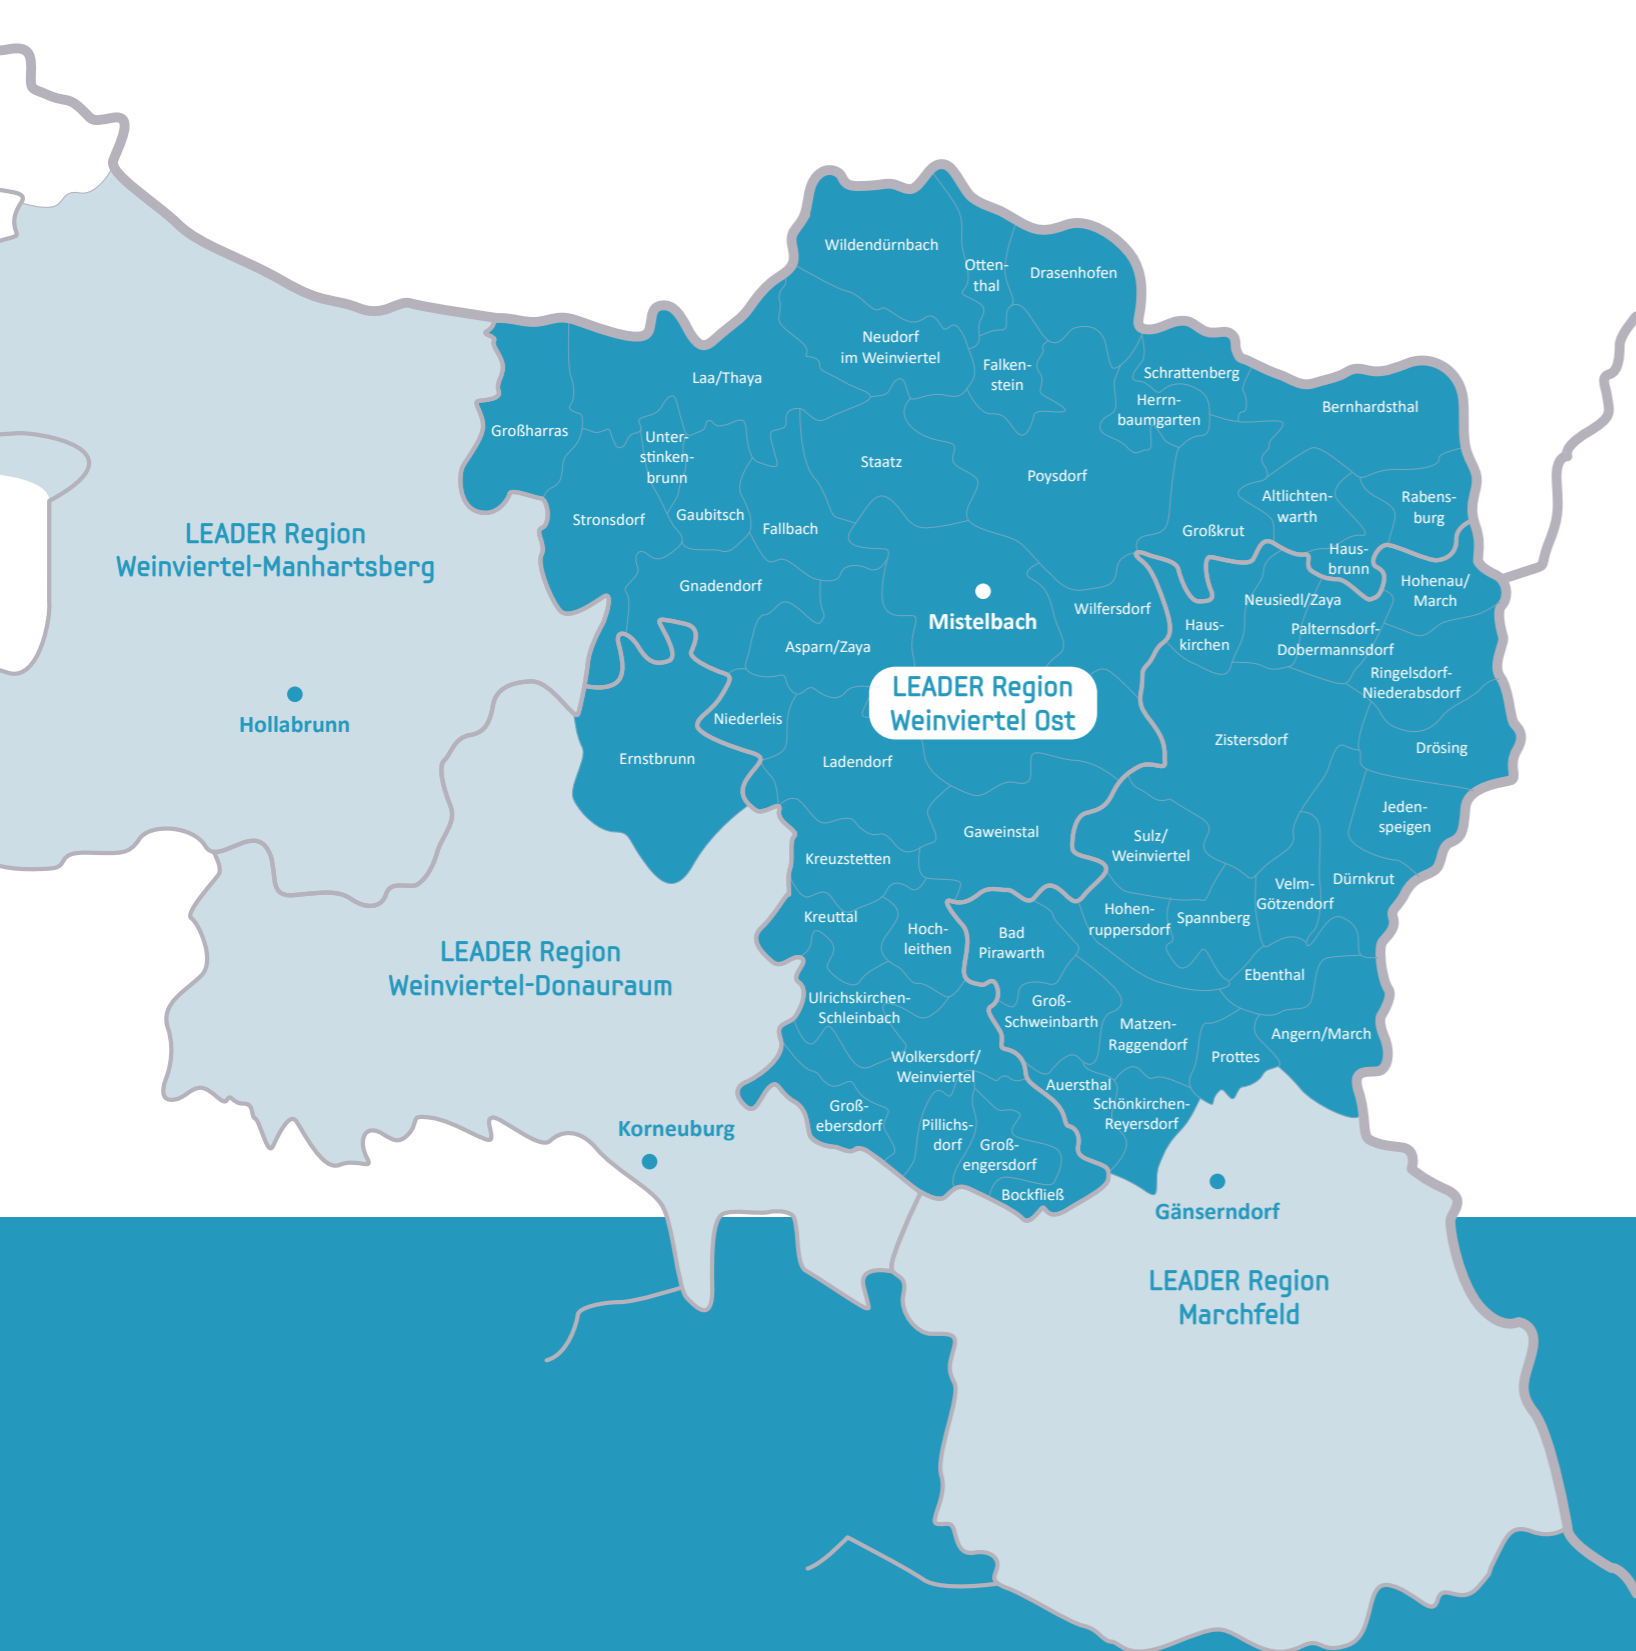 Wildendürnbach
Otten-
thal
Drasenhofen
Neudorf
im Weinviertel
Falken-
stein
Schrattenberg
Laa/Thaya
Herrn-
baumgarten
Bernhardsthal
Großharras
Unter-
stinken-
brunn
Staatz
Poysdorf
Altlichten-
warth
Rabens-
burg
Stronsdorf
Gaubitsch
Fallbach
Großkrut
Haus-
brunn
LEADER Region
Weinviertel-Manhartsberg
Gnadendorf
Hohenau/
March
Mistelbach
Wilfersdorf
Neusiedl/Zaya
Haus-
kirchen
Palternsdorf-
Dobermannsdorf
Asparn/Zaya
Ringelsdorf-
Niederabsdorf
LEADER Region
Weinviertel Ost
Hollabrunn
Niederleis
Zistersdorf
Drösing
Ernstbrunn
Ladendorf
Jeden-
speigen
Gaweinstal
Sulz/
Weinviertel
Kreuzstetten
Velm-
Götzendorf
Dürnkrut
Kreuttal
Hoch-
leithen
Bad
Pirawarth
Hohen-
ruppersdorf
Spannberg
LEADER Region
Weinviertel-Donauraum
Ebenthal
Ulrichskirchen-
Schleinbach
Groß-
Schweinbarth
Matzen-
Raggendorf
Angern/March
Wolkersdorf/
Weinviertel
Prottes
Auersthal
Groß-
ebersdorf
Schönkirchen-
Reyersdorf
Pillichs-
dorf
Groß-
engersdorf
Korneuburg
Bockfließ
Gänserndorf
LEADER Region
Marchfeld